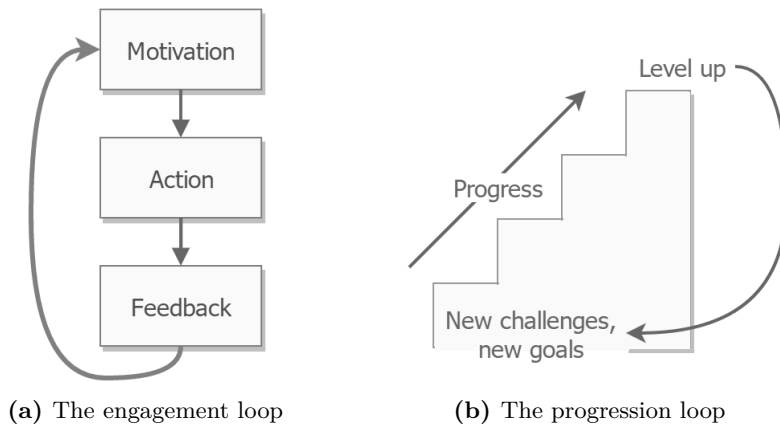 Motivation
Action
Feedback
(a) The engagement loop
Level up
Progress
New challenges,
new goals
(b) The progression loop